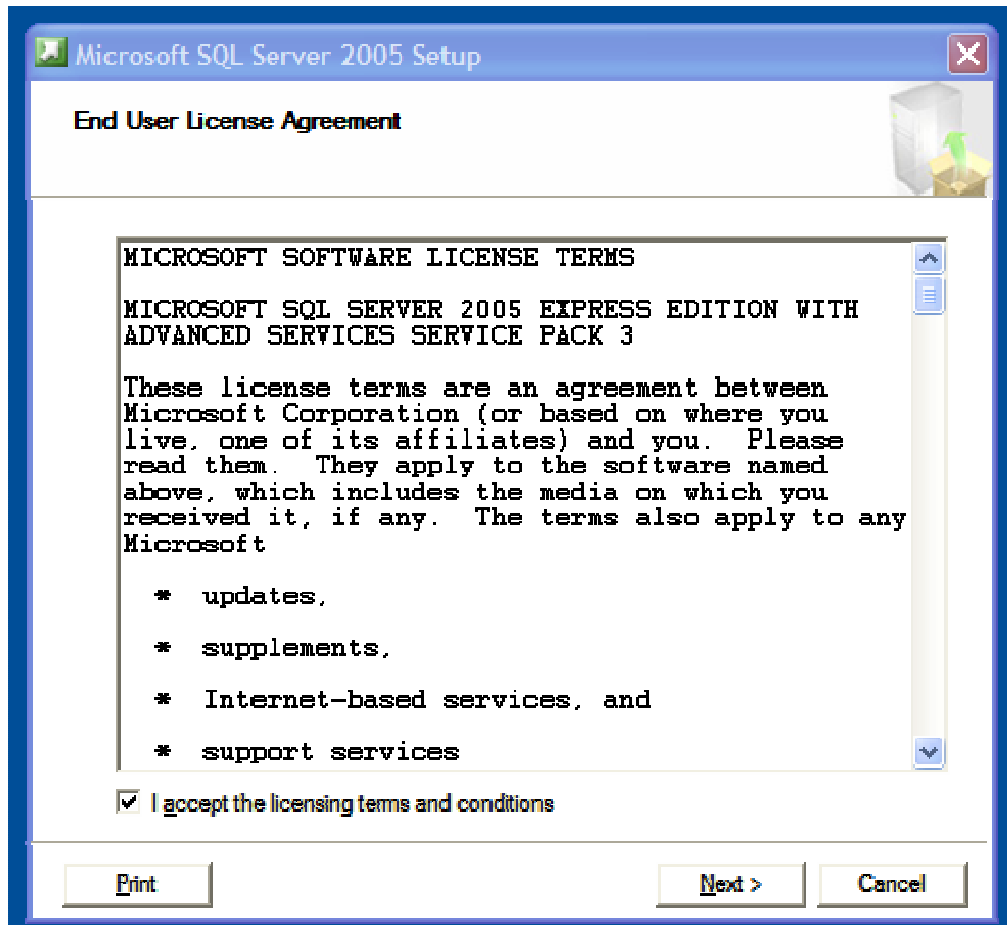 Microsoft SQL Server 2005 Setup
End User License Agreement
MICROSOFT SOFTWARE LICENSE TERMS
MICROSOFT SQL SERVER 2005 EXPRESS EDITION WITH
ADVANCED SERVICES SERVICE PACK 3
These license terms are an agreement between
Microsoft Corporation (or based on where you
live, one of its affiliates) and you.  Please
read them.  They apply to the software named
above, which includes the media on which you
received it, if any.  The terms also apply to any
Microsoft
*  updates,
*  supplements,
*  Internet-based services, and
*  support services
I accept the licensing terms and conditions
Print
Next >
Cancel